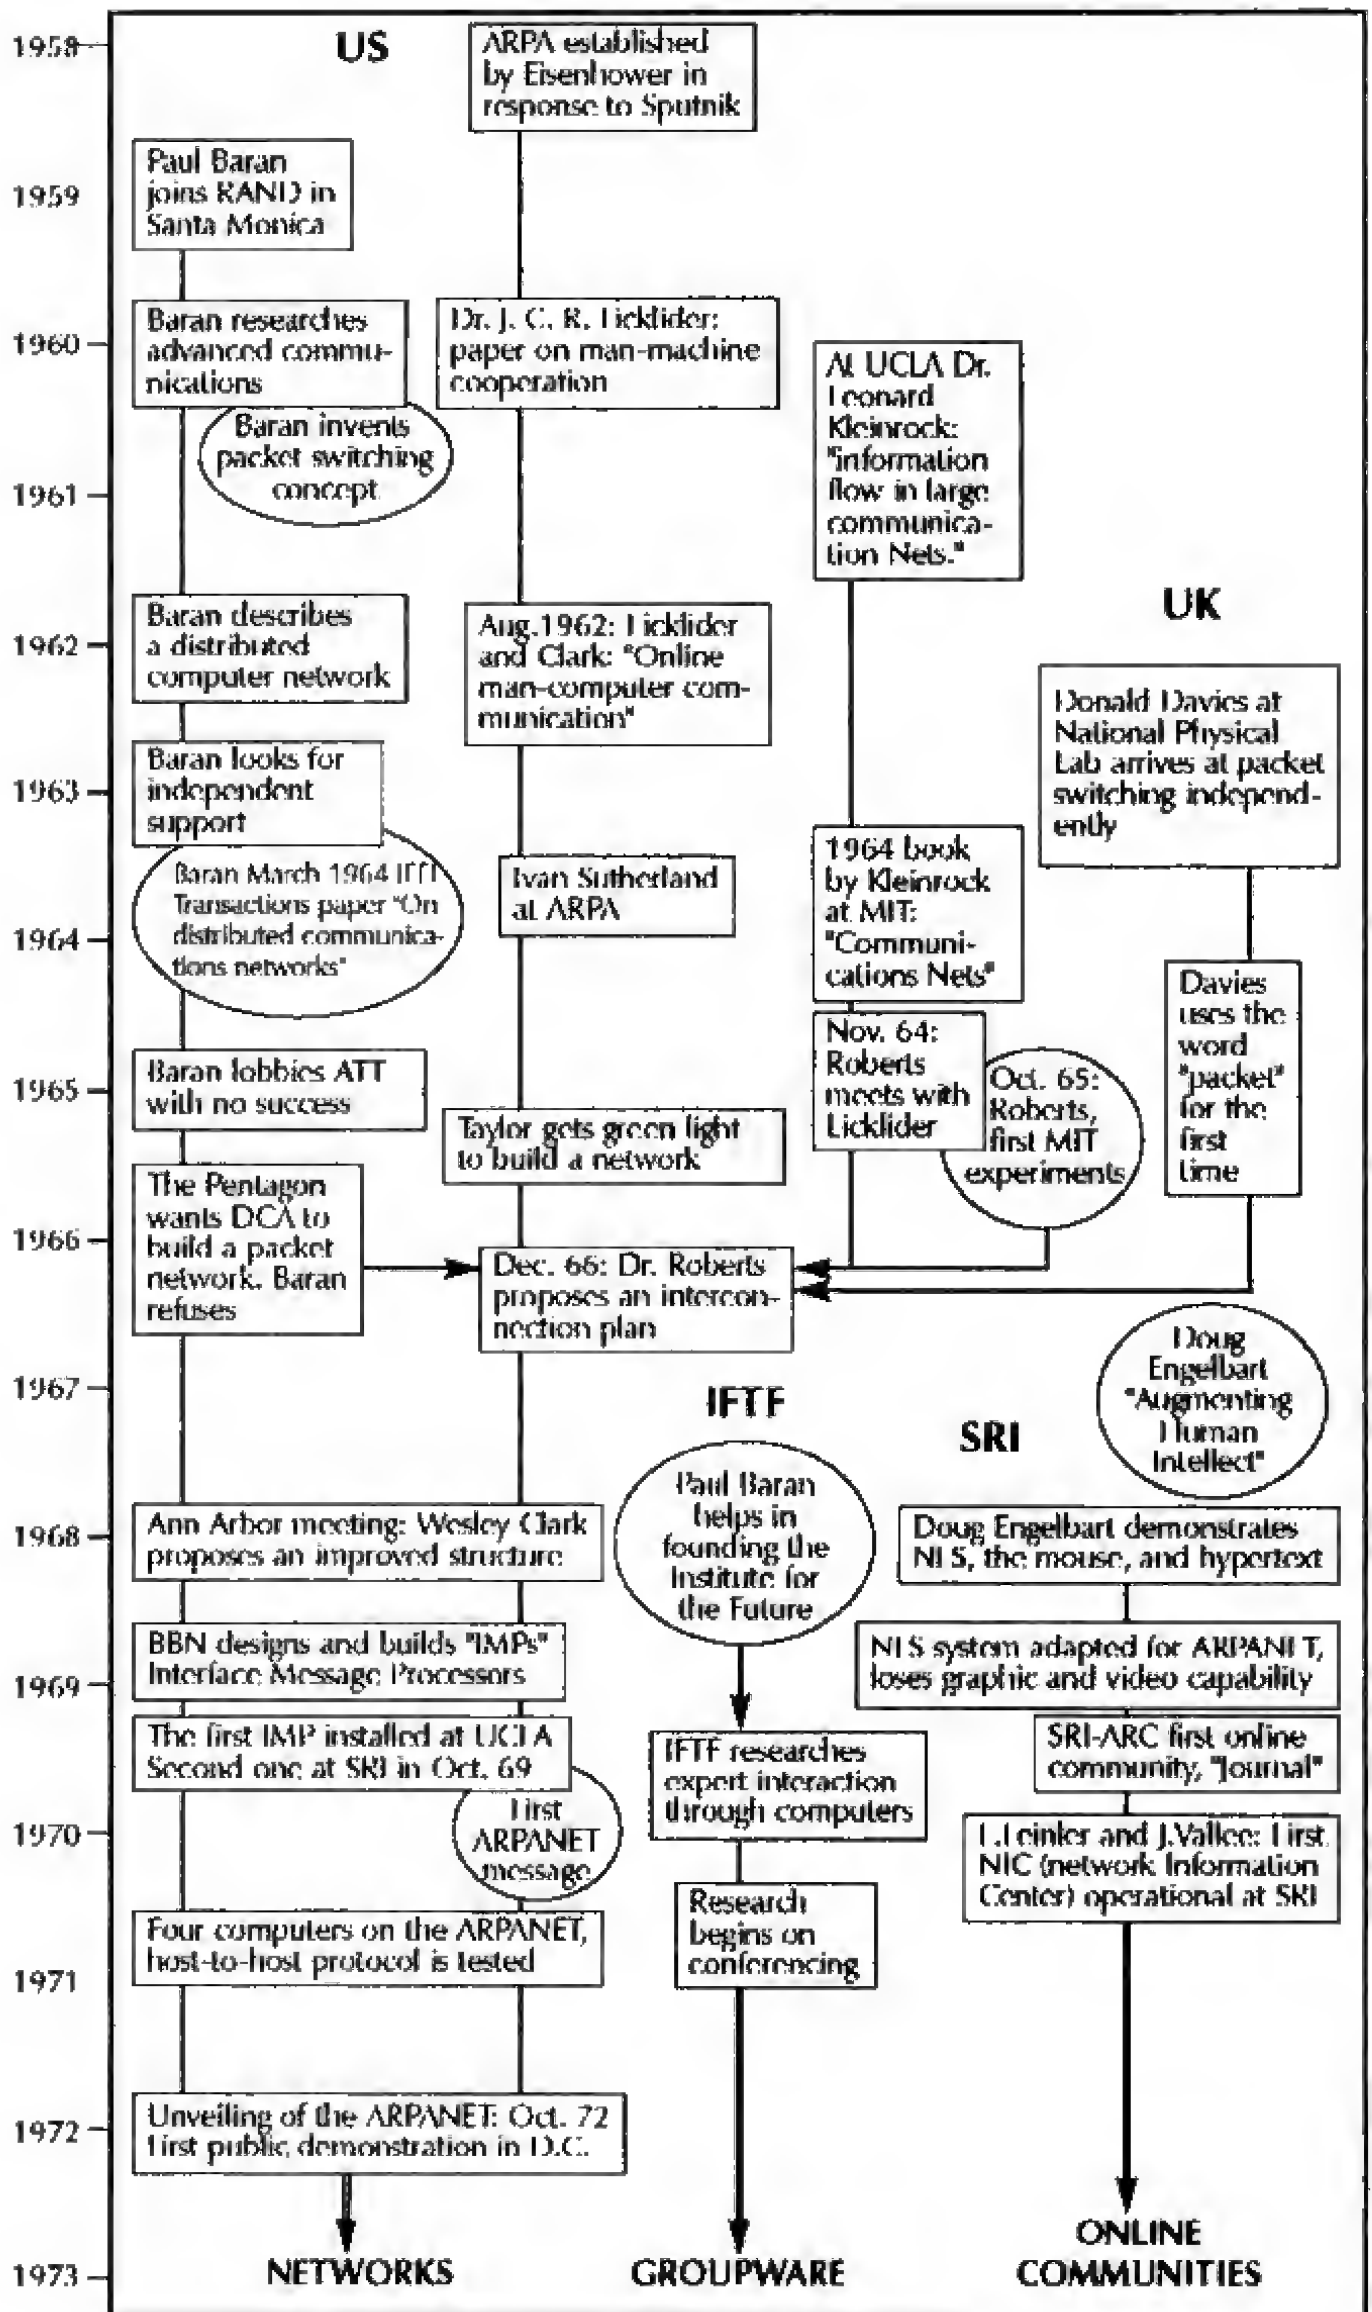 1958
US
ARPA established
by Eisenhower in
response to Sputnik
1959
Paul Baran
joins RAND in
Santa Monica
1960
Baran researches
advanced commu-
nications
Baran invents
packet switching
concept
Dr. J. C. R. Licklider:
paper on man-machine
cooperation
At UCLA Dr.
Leonard
Kleinrock:
"information
flow in large
communica-
tion Nets."
1961
1962
Baran describes
a distributed
computer network
Aug.1962: Licklider
and Clark: "Online
man-computer com-
munication"
UK
Donald Davies at
National Physical
Lab arrives at packet
switching independ-
ently
1963
Baran looks for
independent
support
Baran March 1964 IEEE
Transactions paper "On
distributed communica-
tions networks"
Ivan Sutherland
at ARPA
1964 book
by Kleinrock
at MIT:
"Communi-
cations Nets"
1964
Davies
uses the
word
"packet"
for the
first
time
Nov. 64:
Roberts
meets with
Licklider
Oct. 65:
Roberts,
first MIT
experiments
1965
Baran lobbies ATT
with no success
Taylor gets green light
to build a network
The Pentagon
wants DCA to
build a packet
network. Baran
refuses
1966
Dec. 66: Dr. Roberts
proposes an intercon-
nection plan
1967
IFTF
SRI
Doug
Engelbart
"Augmenting
Human
Intellect"
Paul Baran
helps in
founding the
Institute for
the Future
1968
Ann Arbor meeting: Wesley Clark
proposes an improved structure
Doug Engelbart demonstrates
NLS, the mouse, and hypertext
BBN designs and builds "IMPs"
Interface Message Processors
NLS system adapted for ARPANET,
loses graphic and video capability
1969
The first IMP installed at UCLA
Second one at SRI in Oct. 69
IFTF researches
expert interaction
through computers
SRI-ARC first online
community, "Journal"
1970
First
ARPANET
message
Feinler and J.Vallee: First
NIC (network Information
Center) operational at SRI
Four computers on the ARPANET,
host-to-host protocol is tested
Research
begins on
conferencing
1971
1972
Unveiling of the ARPANET: Oct. 72
First public demonstration in D.C.
1973
NETWORKS
GROUPWARE
ONLINE
COMMUNITIES